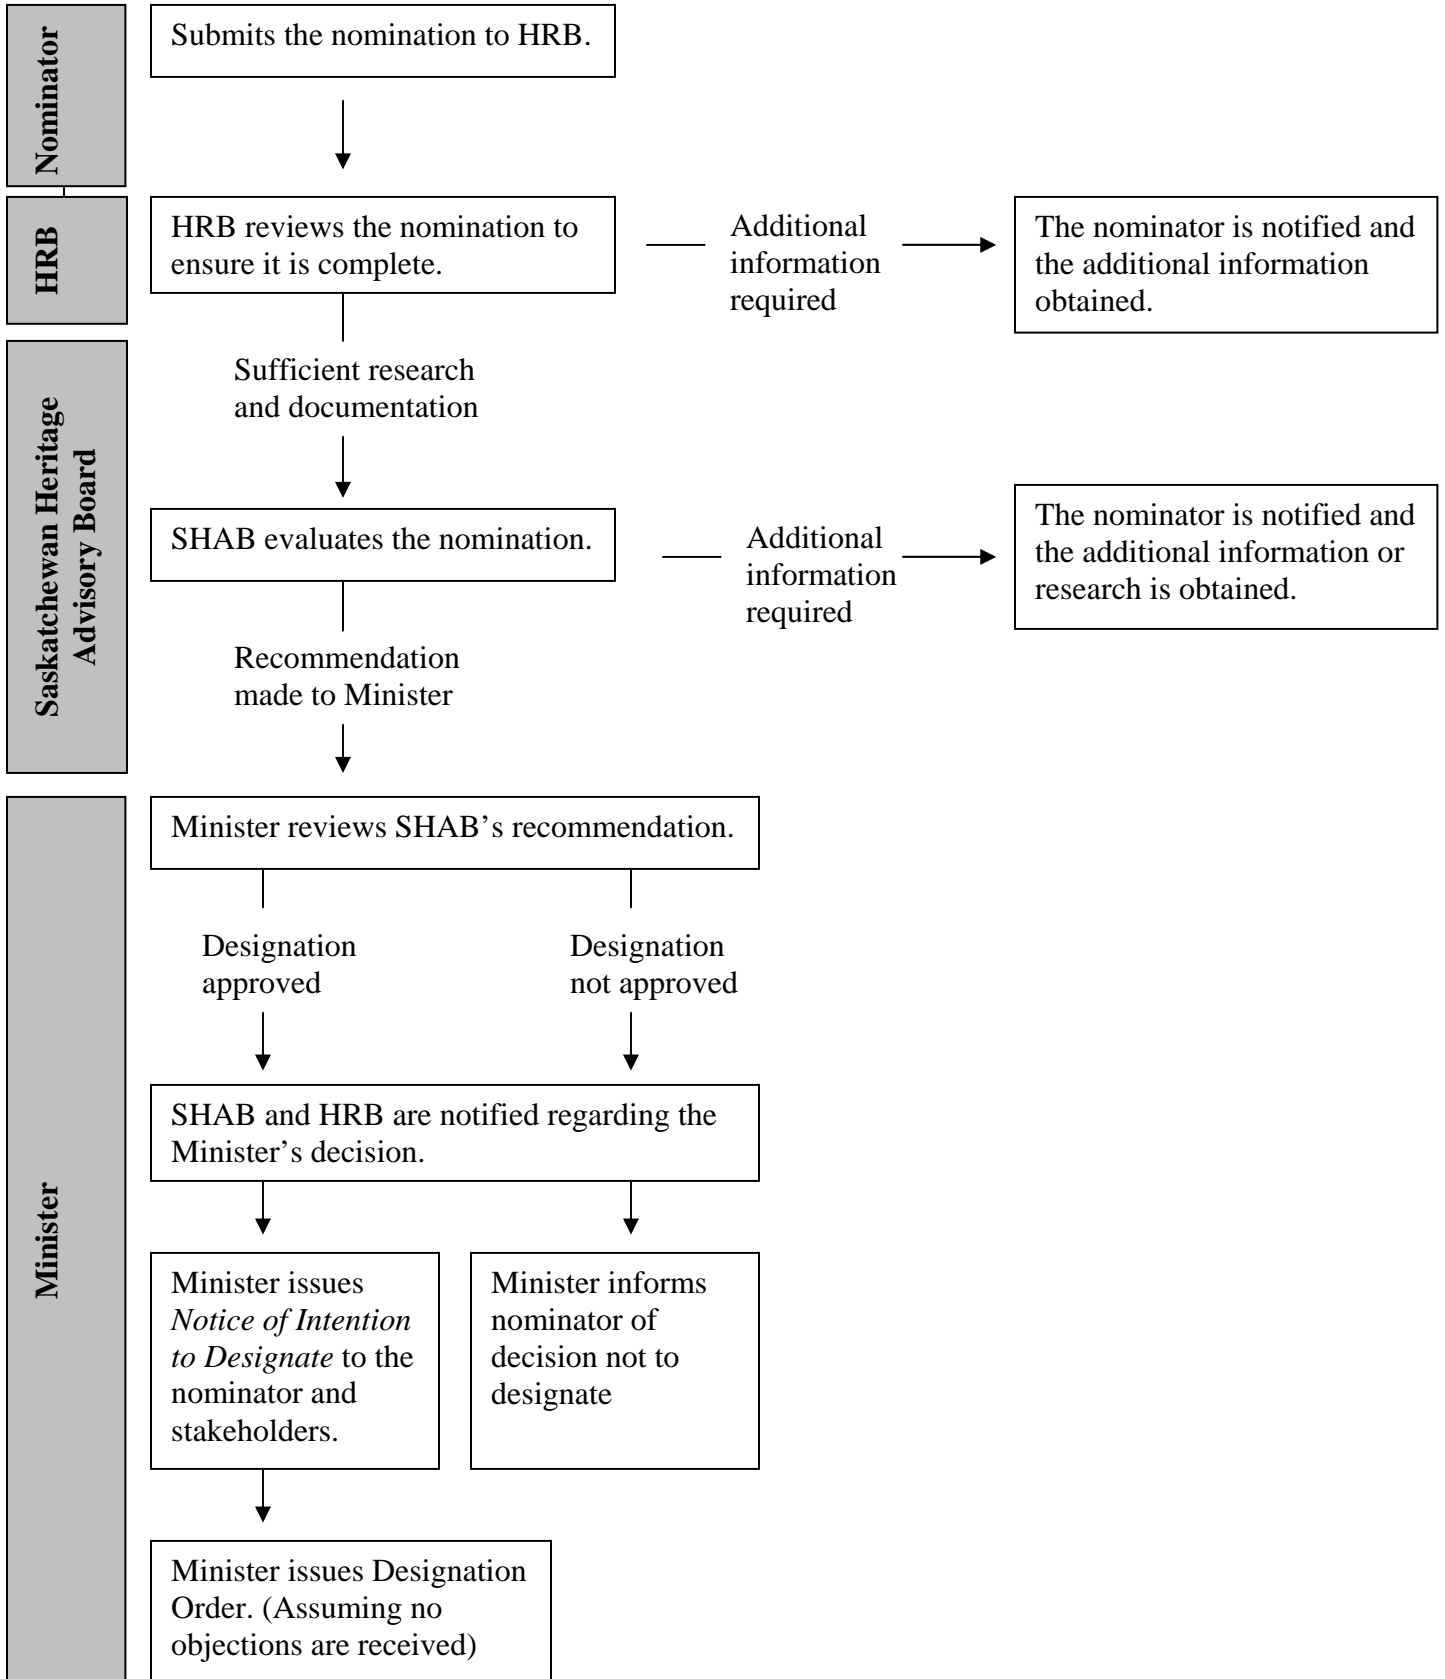 Nominator
Submits the nomination to HRB.
HRB
HRB reviews the nomination to
ensure it is complete.
Additional
information
required
The nominator is notified and
the additional information
obtained.
Sufficient research
and documentation
Saskatchewan Heritage
Advisory Board
SHAB evaluates the nomination.
Additional
information
required
The nominator is notified and
the additional information or
research is obtained.
Recommendation
made to Minister
Minister
Minister reviews SHAB’s recommendation.
Designation
approved
Designation
not approved
SHAB and HRB are notified regarding the
Minister’s decision.
Minister issues
Notice of Intention
to Designate to the
nominator and
stakeholders.
Minister informs
nominator of
decision not to
designate
Minister issues Designation
Order. (Assuming no
objections are received)